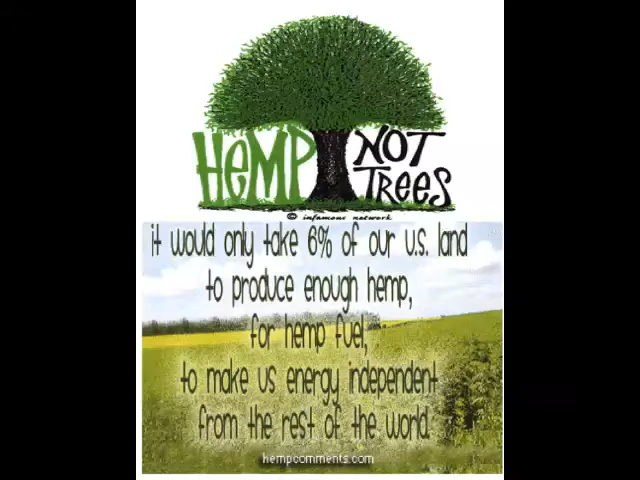 HeMP NOT
TReeS
© infamous network
it would only take 6% of our u.s. land
to produce enough hemp,
for hemp fuel,
to make us energy independent
from the rest of the world.
hempcomments.com